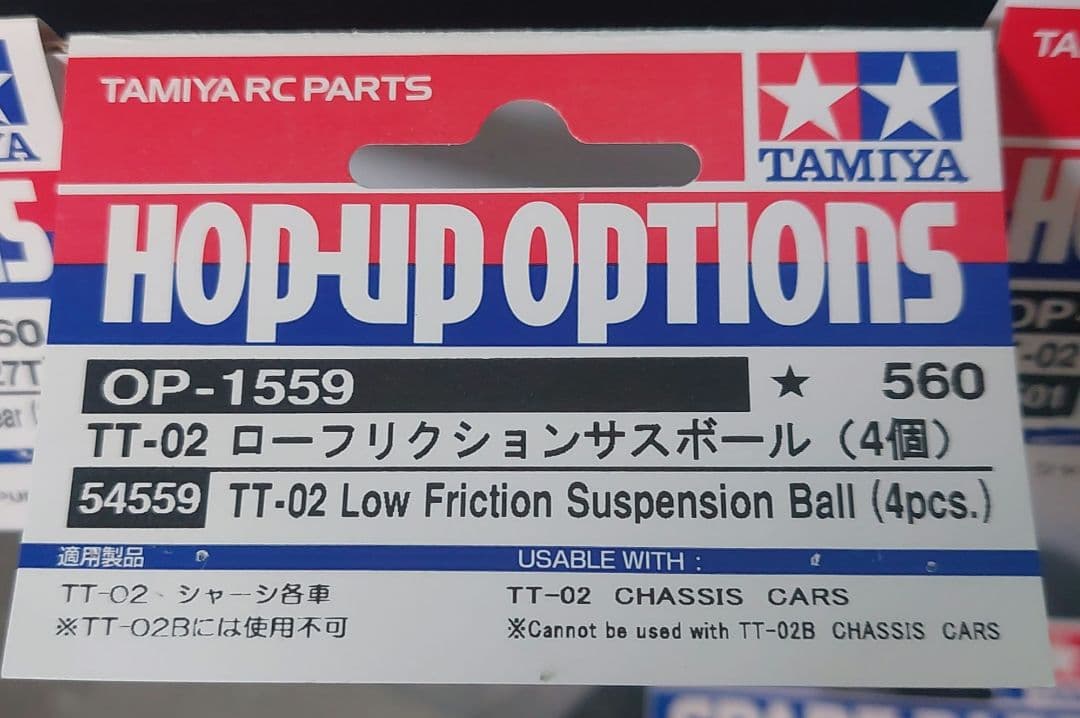 TAMIYA RC PARTS
TAMIYA
HOP-UP OPTIONS
OP-1559 ★ 560
TT-02 ローフリクションサスボール（4個）
54559 TT-02 Low Friction Suspension Ball (4pcs.)
適用製品 USABLE WITH :
TT-02、シャーシ各車 TT-02 CHASSIS CARS
※TT-02Bには使用不可 ※Cannot be used with TT-02B CHASSIS CARS